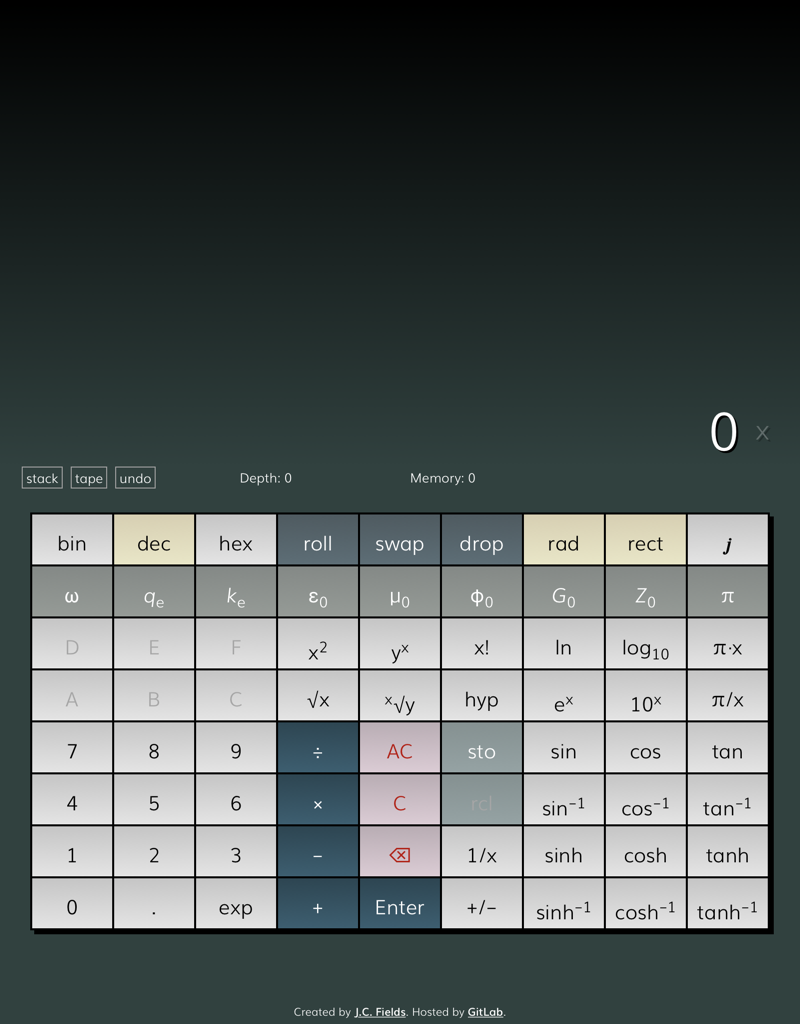 0 x
stack tape undo Depth: 0 Memory: 0
bin dec hex roll swap drop rad rect j
ω qe ke ε0 μ0 ϕ0 G0 Z0 π
D E F x² yˣ x! ln log₁₀ π·x
A B C √x ˣ√y hyp eˣ 10ˣ π/x
7 8 9 ÷ AC sto sin cos tan
4 5 6 × C rcl sin⁻¹ cos⁻¹ tan⁻¹
1 2 3 − ⌫ 1/x sinh cosh tanh
0 . exp + Enter +/− sinh⁻¹ cosh⁻¹ tanh⁻¹
Created by J.C. Fields. Hosted by GitLab.